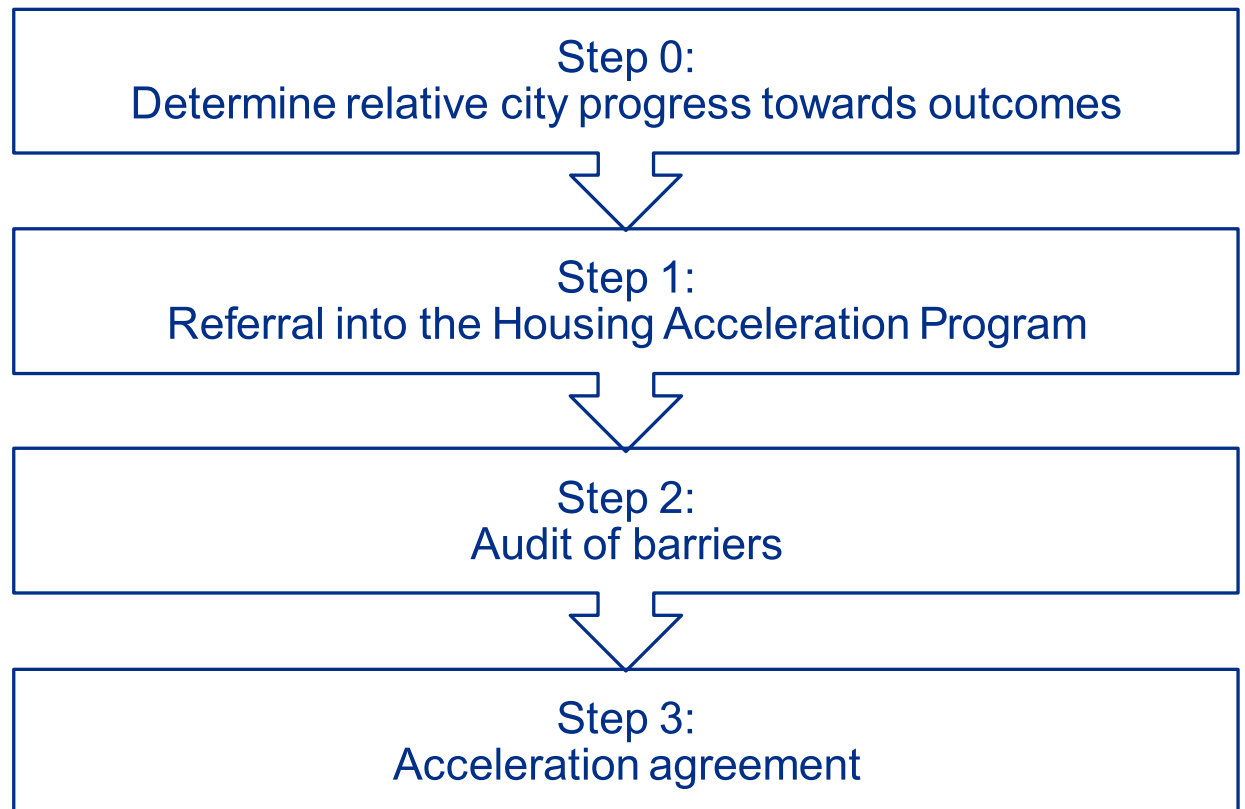 Step 0:
Determine relative city progress towards outcomes
Step 1:
Referral into the Housing Acceleration Program
Step 2:
Audit of barriers
Step 3:
Acceleration agreement